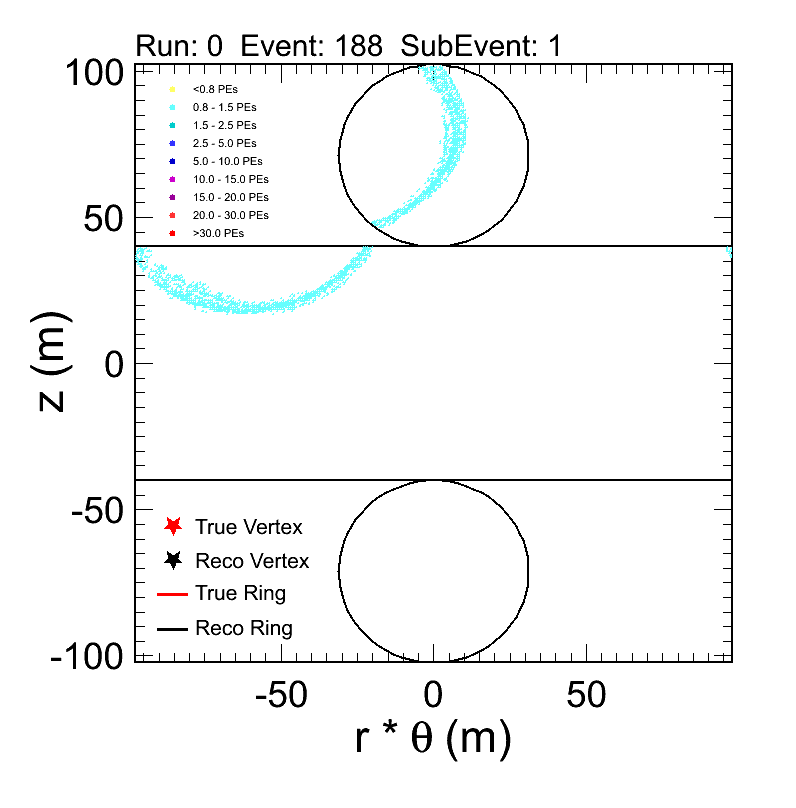 Run: 0  Event: 188  SubEvent: 1
100
<0.8 PEs
0.8 - 1.5 PEs
1.5 - 2.5 PEs
2.5 - 5.0 PEs
5.0 - 10.0 PEs
10.0 - 15.0 PEs
15.0 - 20.0 PEs
20.0 - 30.0 PEs
>30.0 PEs
50
0
z (m)
-50
True Vertex
Reco Vertex
True Ring
Reco Ring
-100
-50 0 50
r * θ (m)